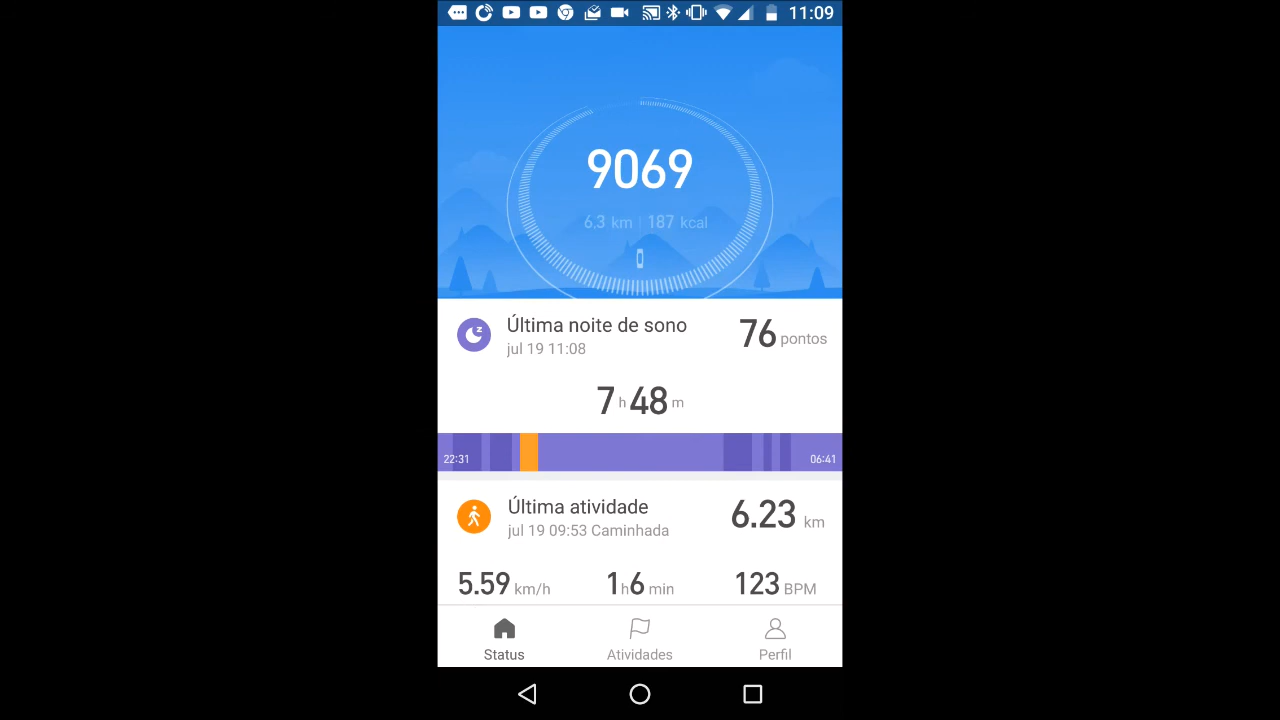 11:09
9069
6.3 km | 187 kcal
Última noite de sono
76 pontos
jul 19 11:08
7 h 48 m
22:31
06:41
Última atividade
6.23 km
jul 19 09:53 Caminhada
5.59 km/h
1h6 min
123 BPM
Status
Atividades
Perfil